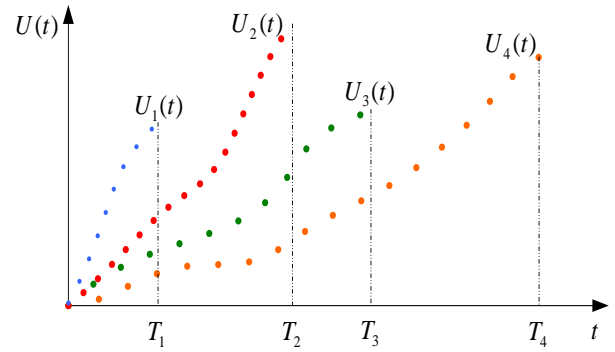 U(t)
U₂(t)
U₄(t)
U₁(t)
U₃(t)
T₁ T₂ T₃ T₄ t